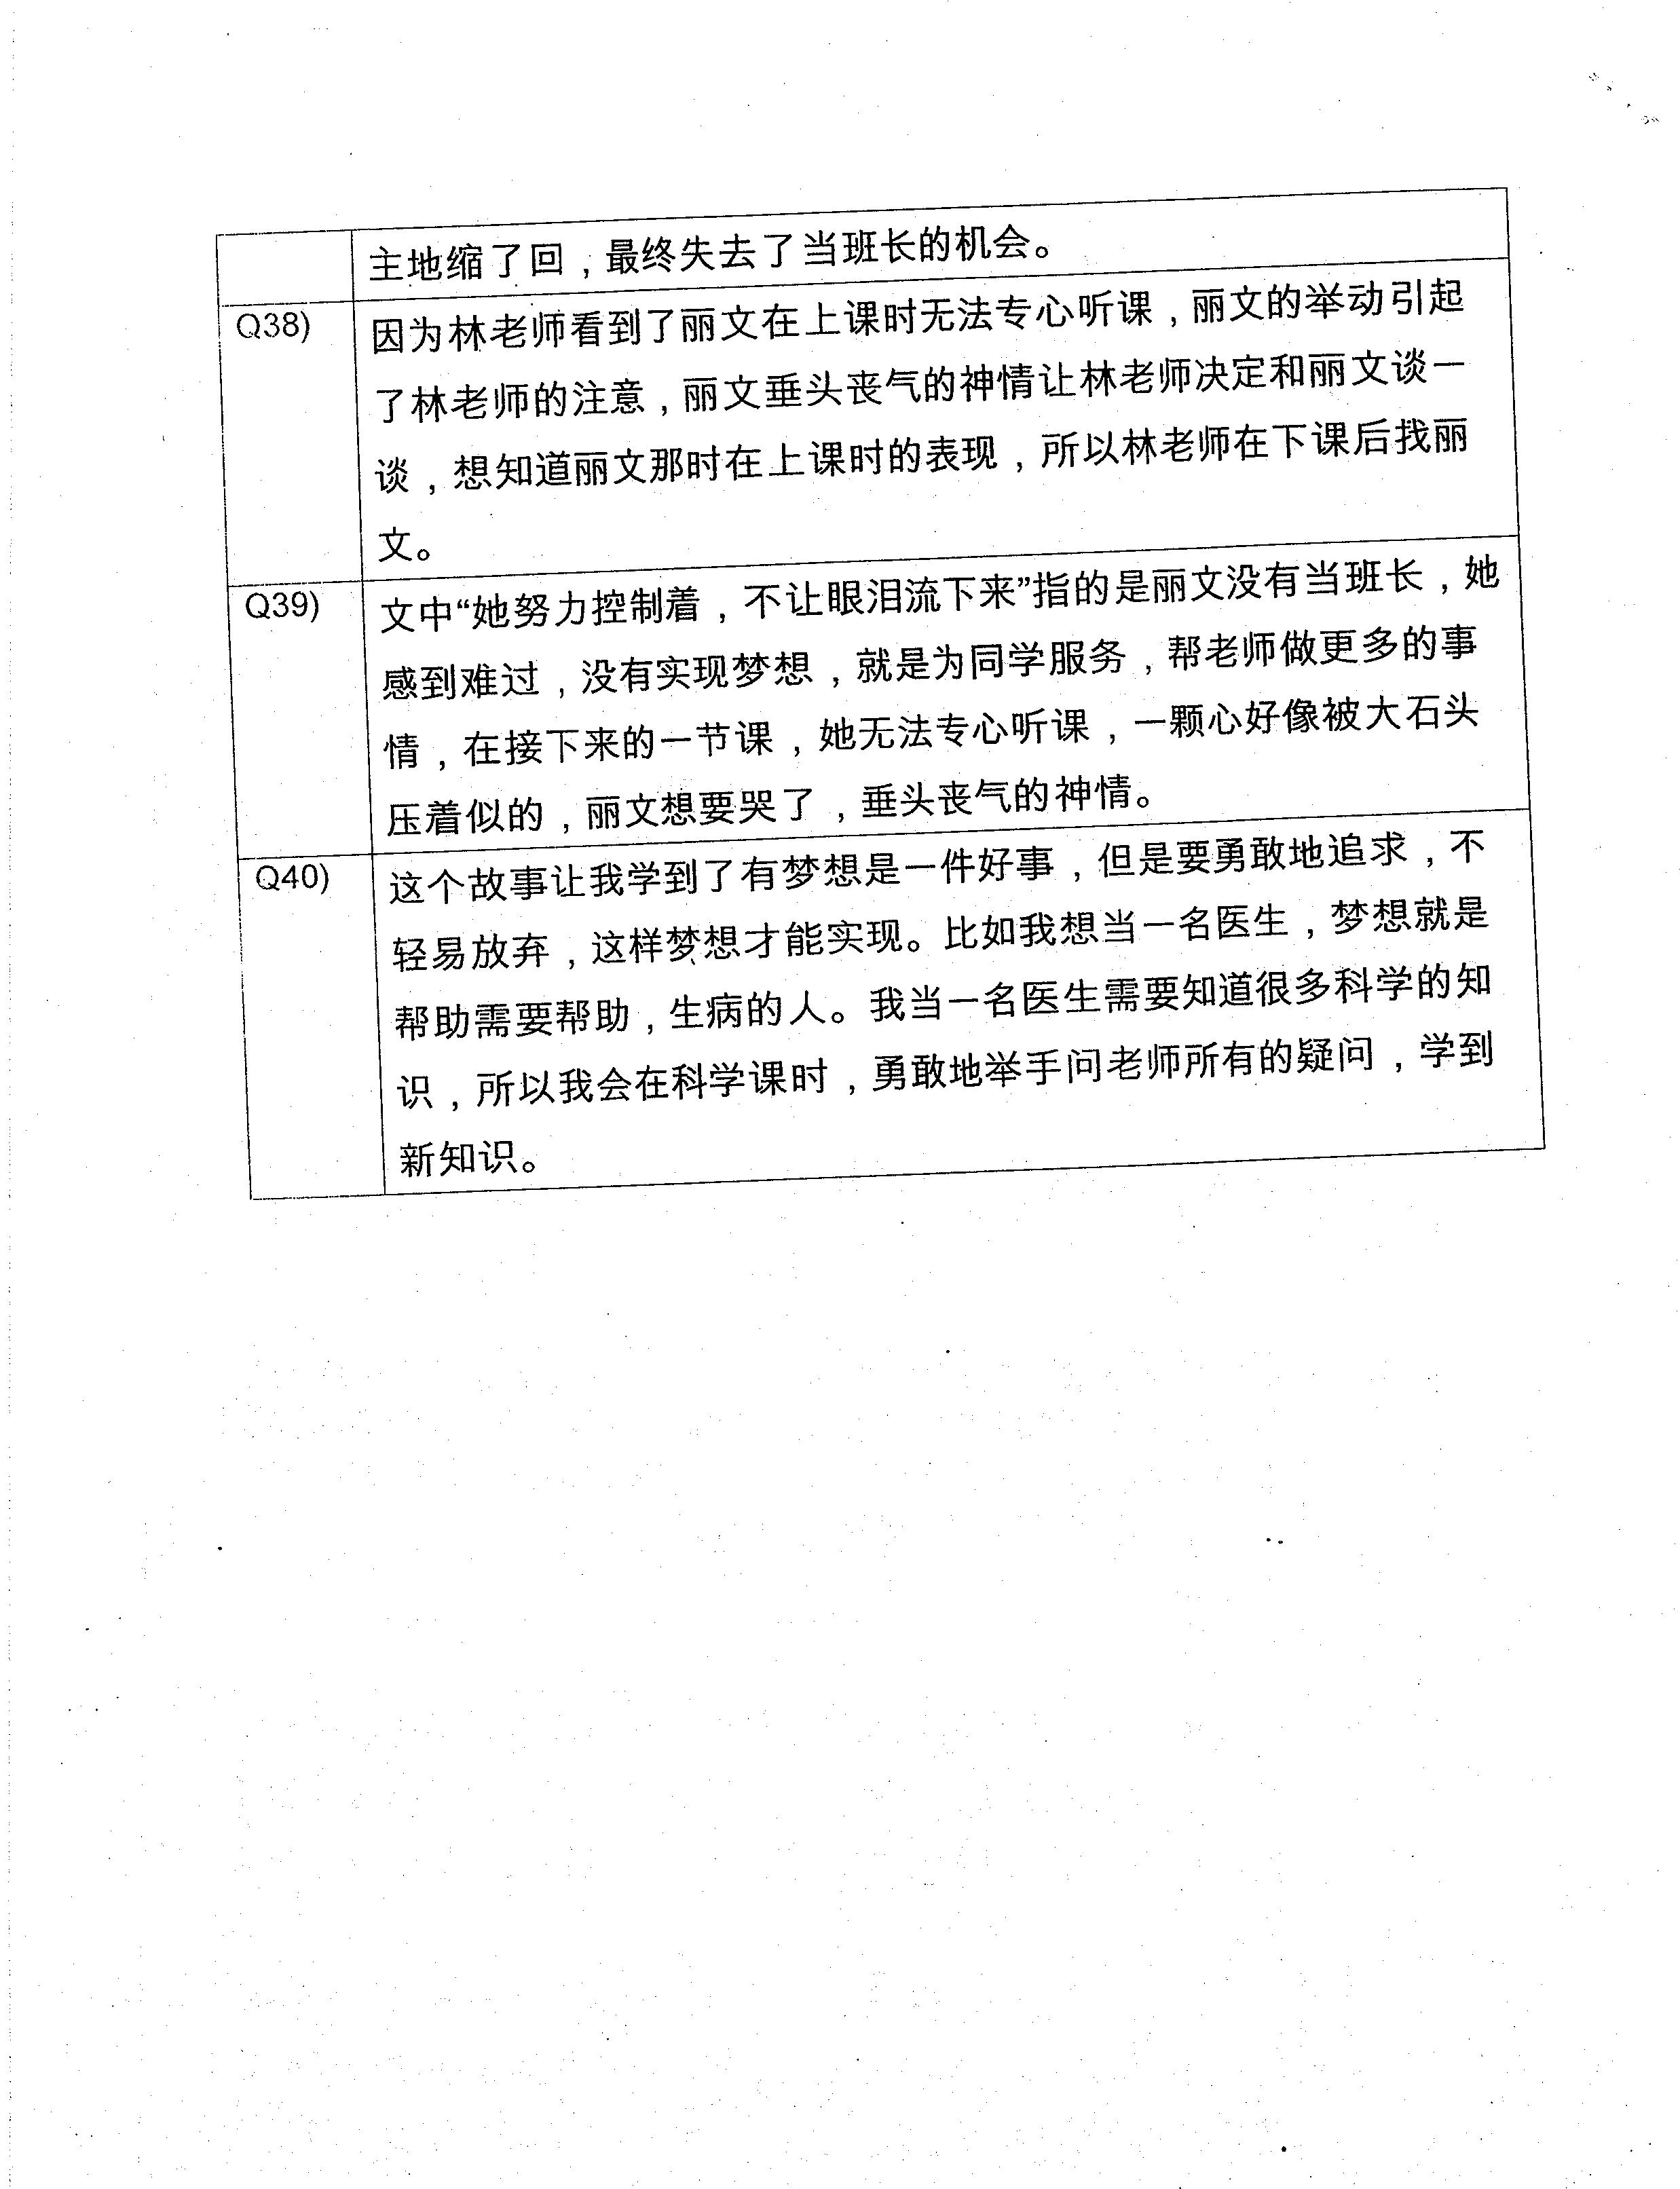 主地缩了回，最终失去了当班长的机会。
Q38)
因为林老师看到了丽文在上课时无法专心听课，丽文的举动引起
了林老师的注意，丽文垂头丧气的神情让林老师决定和丽文谈一
谈，想知道丽文那时在上课时的表现，所以林老师在下课后找丽
文。
Q39)
文中“她努力控制着，不让眼泪流下来”指的是丽文没有当班长，她
感到难过，没有实现梦想，就是为同学服务，帮老师做更多的事
情，在接下来的一节课，她无法专心听课，一颗心好像被大石头
压着似的，丽文想要哭了，垂头丧气的神情。
Q40)
这个故事让我学到了有梦想是一件好事，但是要勇敢地追求，不
轻易放弃，这样梦想才能实现。比如我想当一名医生，梦想就是
帮助需要帮助，生病的人。我当一名医生需要知道很多科学的知
识，所以我会在科学课时，勇敢地举手问老师所有的疑问，学到
新知识。